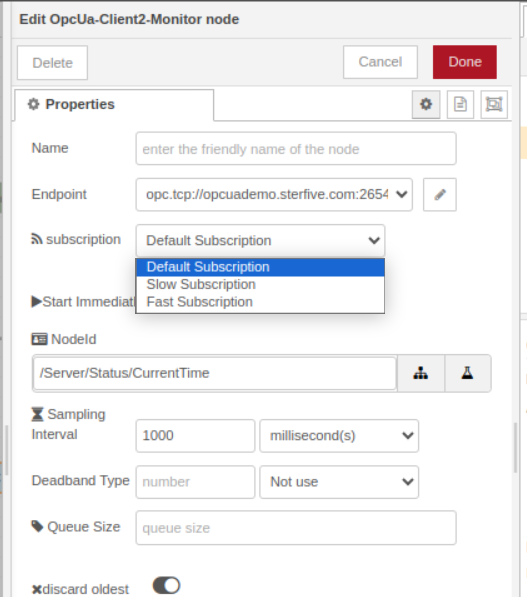 Edit OpcUa-Client2-Monitor node
Delete
Cancel
Done
Properties
Name
enter the friendly name of the node
Endpoint
opc.tcp://opcuademo.sterfive.com:2654
subscription
Default Subscription
Default Subscription
Slow Subscription
Fast Subscription
Start Immediatl
NodeId
/Server/Status/CurrentTime
Sampling
Interval
1000
millisecond(s)
Deadband Type
number
Not use
Queue Size
queue size
discard oldest